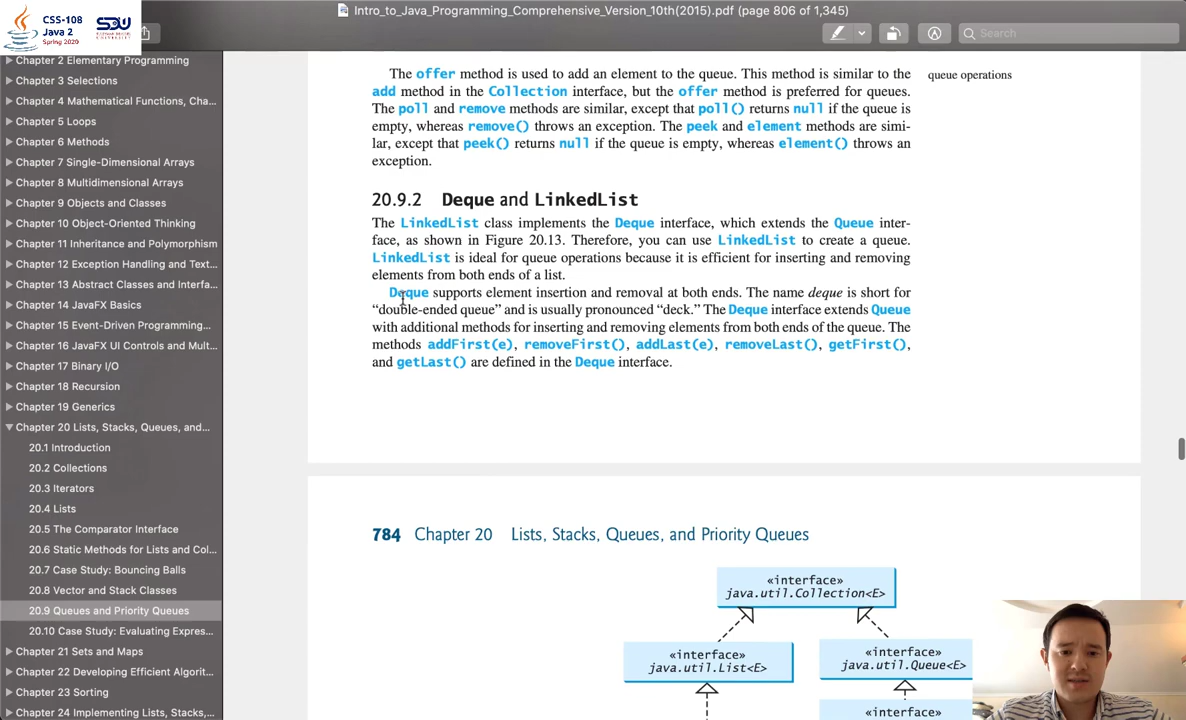 Intro_to_Java_Programming_Comprehensive_Version_10th(2015).pdf (page 806 of 1,345)
CSS-108
Java 2
Spring 2020
Java
SDU
Search
Chapter 2 Elementary Programming
Chapter 3 Selections
Chapter 4 Mathematical Functions, Cha...
Chapter 5 Loops
Chapter 6 Methods
Chapter 7 Single-Dimensional Arrays
Chapter 8 Multidimensional Arrays
Chapter 9 Objects and Classes
Chapter 10 Object-Oriented Thinking
Chapter 11 Inheritance and Polymorphism
Chapter 12 Exception Handling and Text...
Chapter 13 Abstract Classes and Interfa...
Chapter 14 JavaFX Basics
Chapter 15 Event-Driven Programming...
Chapter 16 JavaFX UI Controls and Mult...
Chapter 17 Binary I/O
Chapter 18 Recursion
Chapter 19 Generics
Chapter 20 Lists, Stacks, Queues, and...
20.1 Introduction
20.2 Collections
20.3 Iterators
20.4 Lists
20.5 The Comparator Interface
20.6 Static Methods for Lists and Col...
20.7 Case Study: Bouncing Balls
20.8 Vector and Stack Classes
20.9 Queues and Priority Queues
20.10 Case Study: Evaluating Expres...
Chapter 21 Sets and Maps
Chapter 22 Developing Efficient Algorit...
Chapter 23 Sorting
Chapter 24 Implementing Lists, Stacks,...
The offer method is used to add an element to the queue. This method is similar to the
add method in the Collection interface, but the offer method is preferred for queues.
The poll and remove methods are similar, except that poll() returns null if the queue is
empty, whereas remove() throws an exception. The peek and element methods are simi-
lar, except that peek() returns null if the queue is empty, whereas element() throws an
exception.
queue operations
20.9.2 Deque and LinkedList
The LinkedList class implements the Deque interface, which extends the Queue inter-
face, as shown in Figure 20.13. Therefore, you can use LinkedList to create a queue.
LinkedList is ideal for queue operations because it is efficient for inserting and removing
elements from both ends of a list.
Deque supports element insertion and removal at both ends. The name deque is short for
“double-ended queue” and is usually pronounced “deck.” The Deque interface extends Queue
with additional methods for inserting and removing elements from both ends of the queue. The
methods addFirst(e), removeFirst(), addLast(e), removeLast(), getFirst(),
and getLast() are defined in the Deque interface.
784 Chapter 20 Lists, Stacks, Queues, and Priority Queues
«interface»
java.util.Collection<E>
«interface»
java.util.List<E>
«interface»
java.util.Queue<E>
«interface»